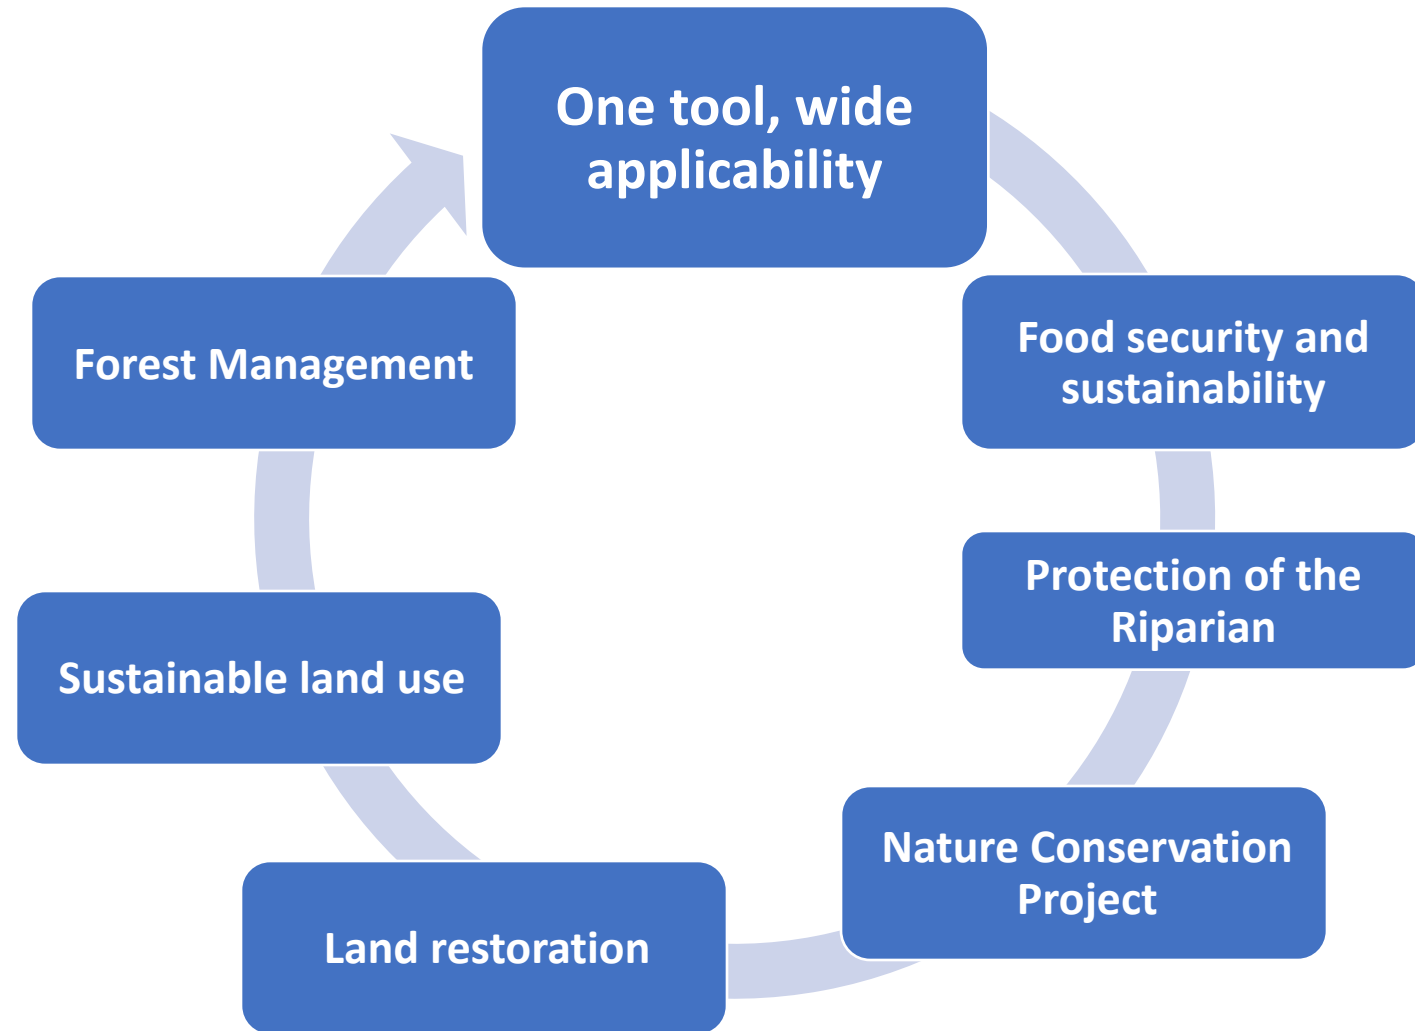 One tool, wide
applicability
Food security and
sustainability
Protection of the
Riparian
Nature Conservation
Project
Land restoration
Sustainable land use
Forest Management